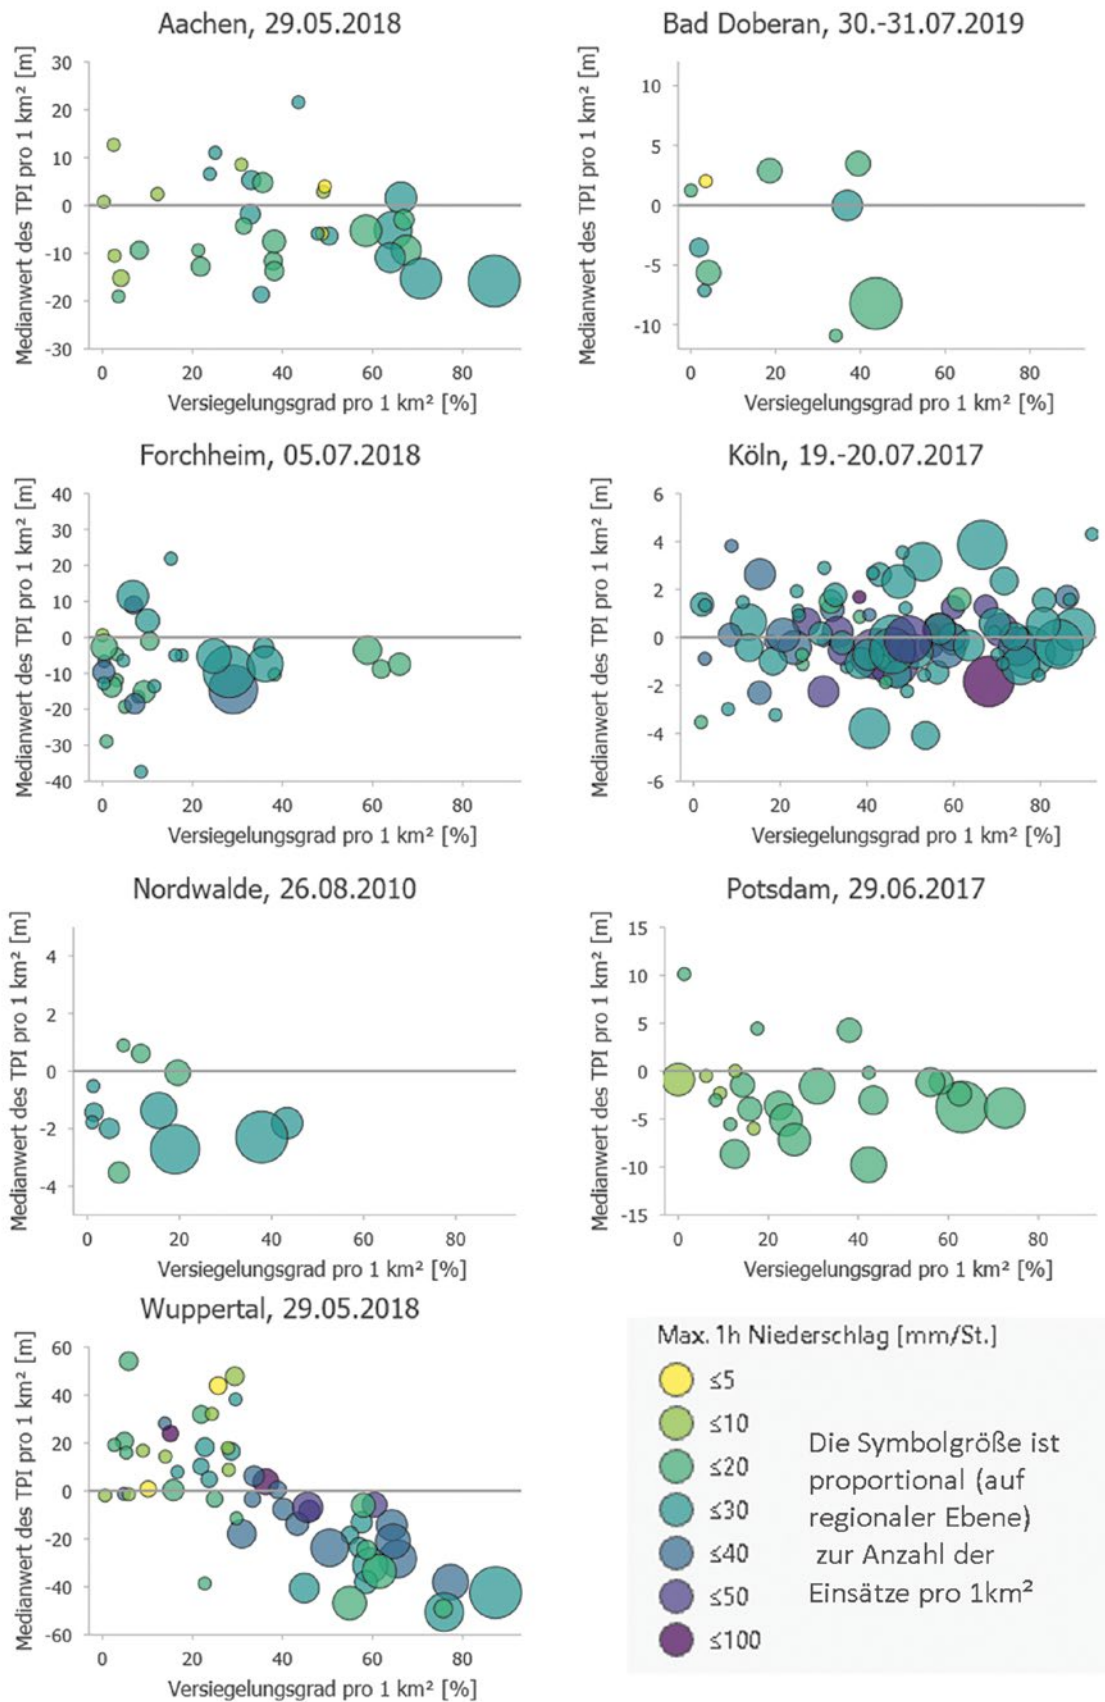 Aachen, 29.05.2018
Medianwert des TPI pro 1 km² [m]
30
20
10
0
-10
-20
-30
0 20 40 60 80
Versiegelungsgrad pro 1 km² [%]
Bad Doberan, 30.-31.07.2019
Medianwert des TPI pro 1 km² [m]
10
5
0
-5
-10
0 20 40 60 80
Versiegelungsgrad pro 1 km² [%]
Forchheim, 05.07.2018
Medianwert des TPI pro 1 km² [m]
40
30
20
10
0
-10
-20
-30
-40
0 20 40 60 80
Versiegelungsgrad pro 1 km² [%]
Köln, 19.-20.07.2017
Medianwert des TPI pro 1 km² [m]
6
4
2
0
-2
-4
-6
0 20 40 60 80
Versiegelungsgrad pro 1 km² [%]
Nordwalde, 26.08.2010
Medianwert des TPI pro 1 km² [m]
4
2
0
-2
-4
0 20 40 60 80
Versiegelungsgrad pro 1 km² [%]
Potsdam, 29.06.2017
Medianwert des TPI pro 1 km² [m]
15
10
5
0
-5
-10
-15
0 20 40 60 80
Versiegelungsgrad pro 1 km² [%]
Wuppertal, 29.05.2018
Medianwert des TPI pro 1 km² [m]
60
40
20
0
-20
-40
-60
0 20 40 60 80
Versiegelungsgrad pro 1 km² [%]
Max. 1h Niederschlag [mm/St.]
≤5
≤10
≤20
≤30
≤40
≤50
≤100
Die Symbolgröße ist
proportional (auf
regionaler Ebene)
zur Anzahl der
Einsätze pro 1km²